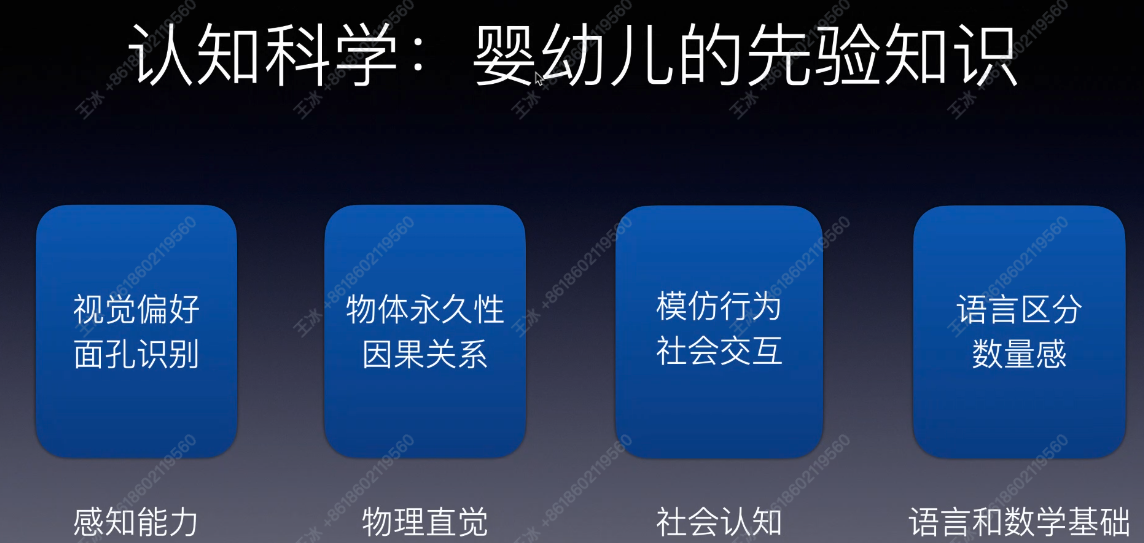 认知科学：婴幼儿的先验知识
视觉偏好
面孔识别
物体永久性
因果关系
模仿行为
社会交互
语言区分
数量感
感知能力
物理直觉
社会认知
语言和数学基础
王冰 +8618602119560